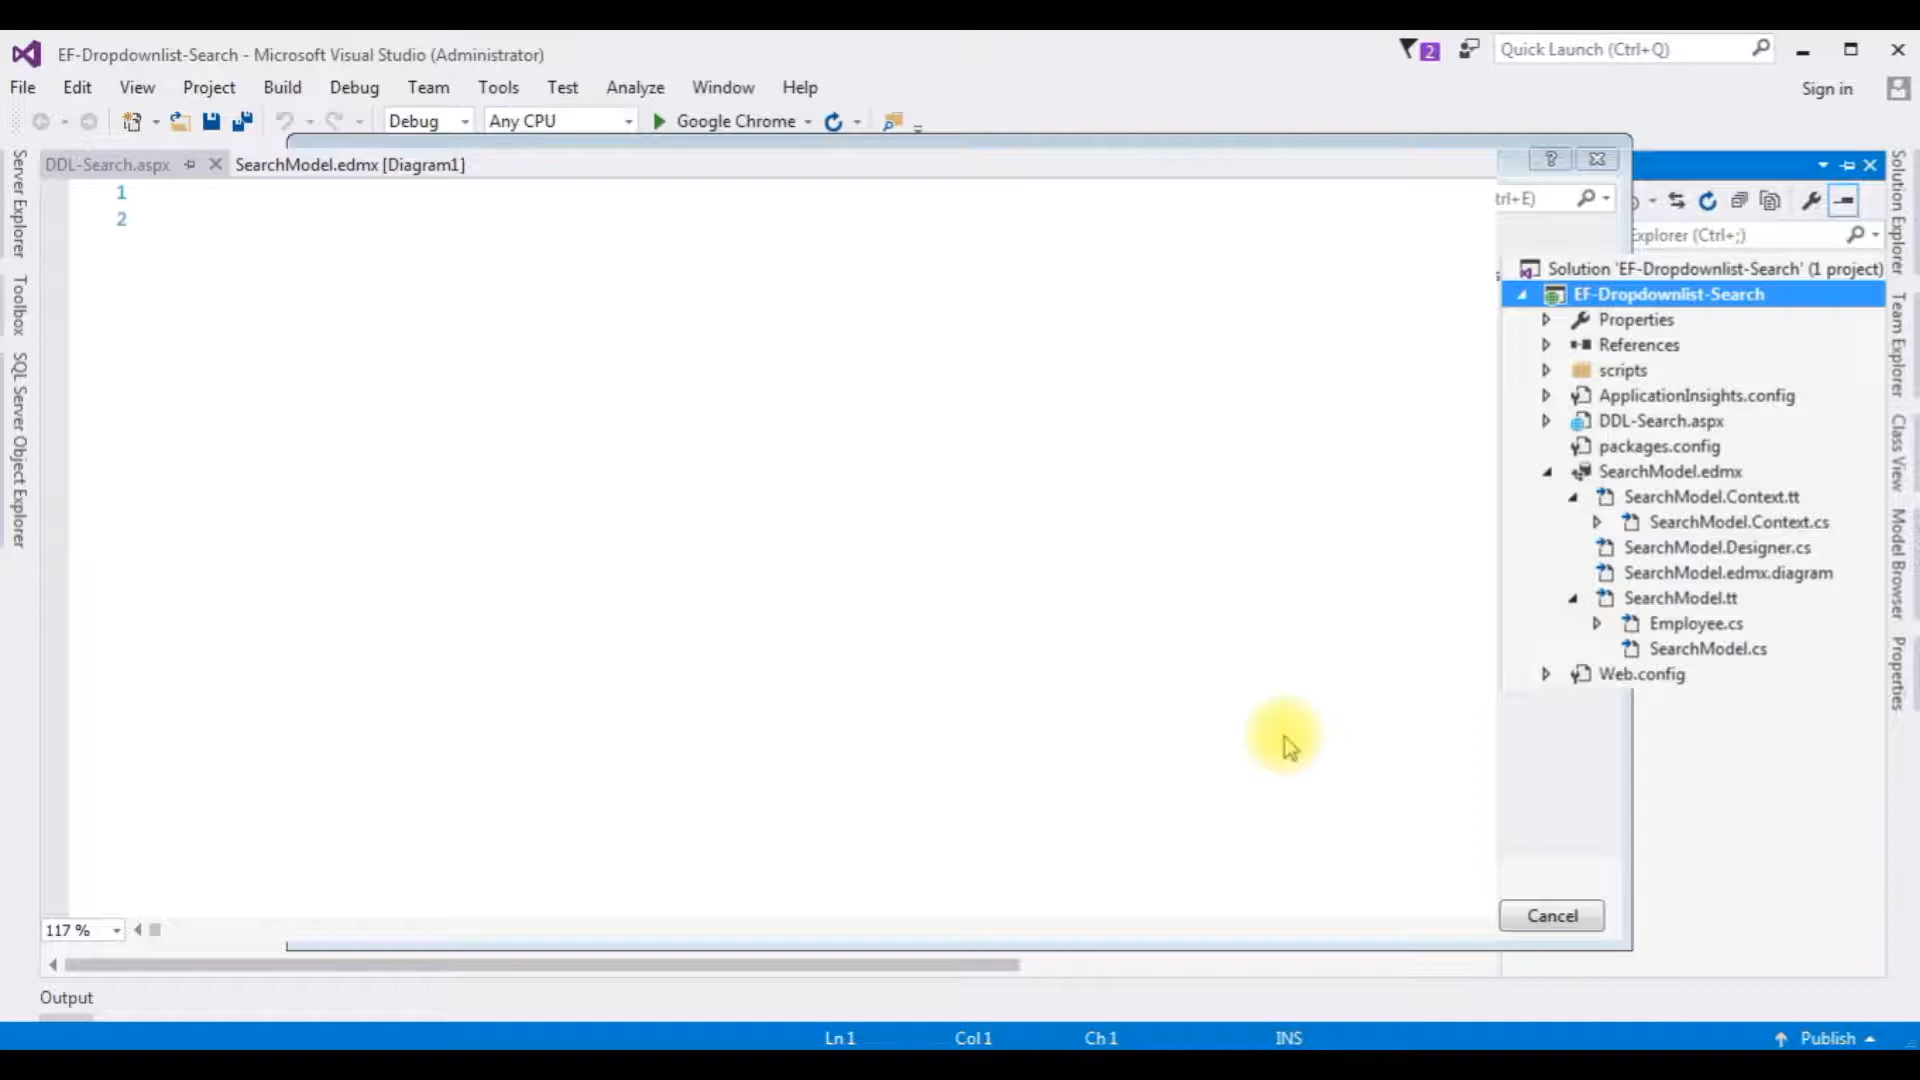 EF-Dropdownlist-Search - Microsoft Visual Studio (Administrator)
2
Quick Launch (Ctrl+Q)
File Edit View Project Build Debug Team Tools Test Analyze Window Help
Sign in
Debug Any CPU Google Chrome
DDL-Search.aspx SearchModel.edmx [Diagram1]
1
2
trl+E)
Explorer (Ctrl+;)
Solution 'EF-Dropdownlist-Search' (1 project)
EF-Dropdownlist-Search
Properties
References
scripts
ApplicationInsights.config
DDL-Search.aspx
packages.config
SearchModel.edmx
SearchModel.Context.tt
SearchModel.Context.cs
SearchModel.Designer.cs
SearchModel.edmx.diagram
SearchModel.tt
Employee.cs
SearchModel.cs
Web.config
Server Explorer
Toolbox
SQL Server Object Explorer
Solution Explorer
Team Explorer
Class View
Model Browser
Properties
Cancel
117 %
Output
Ln 1 Col 1 Ch 1 INS Publish